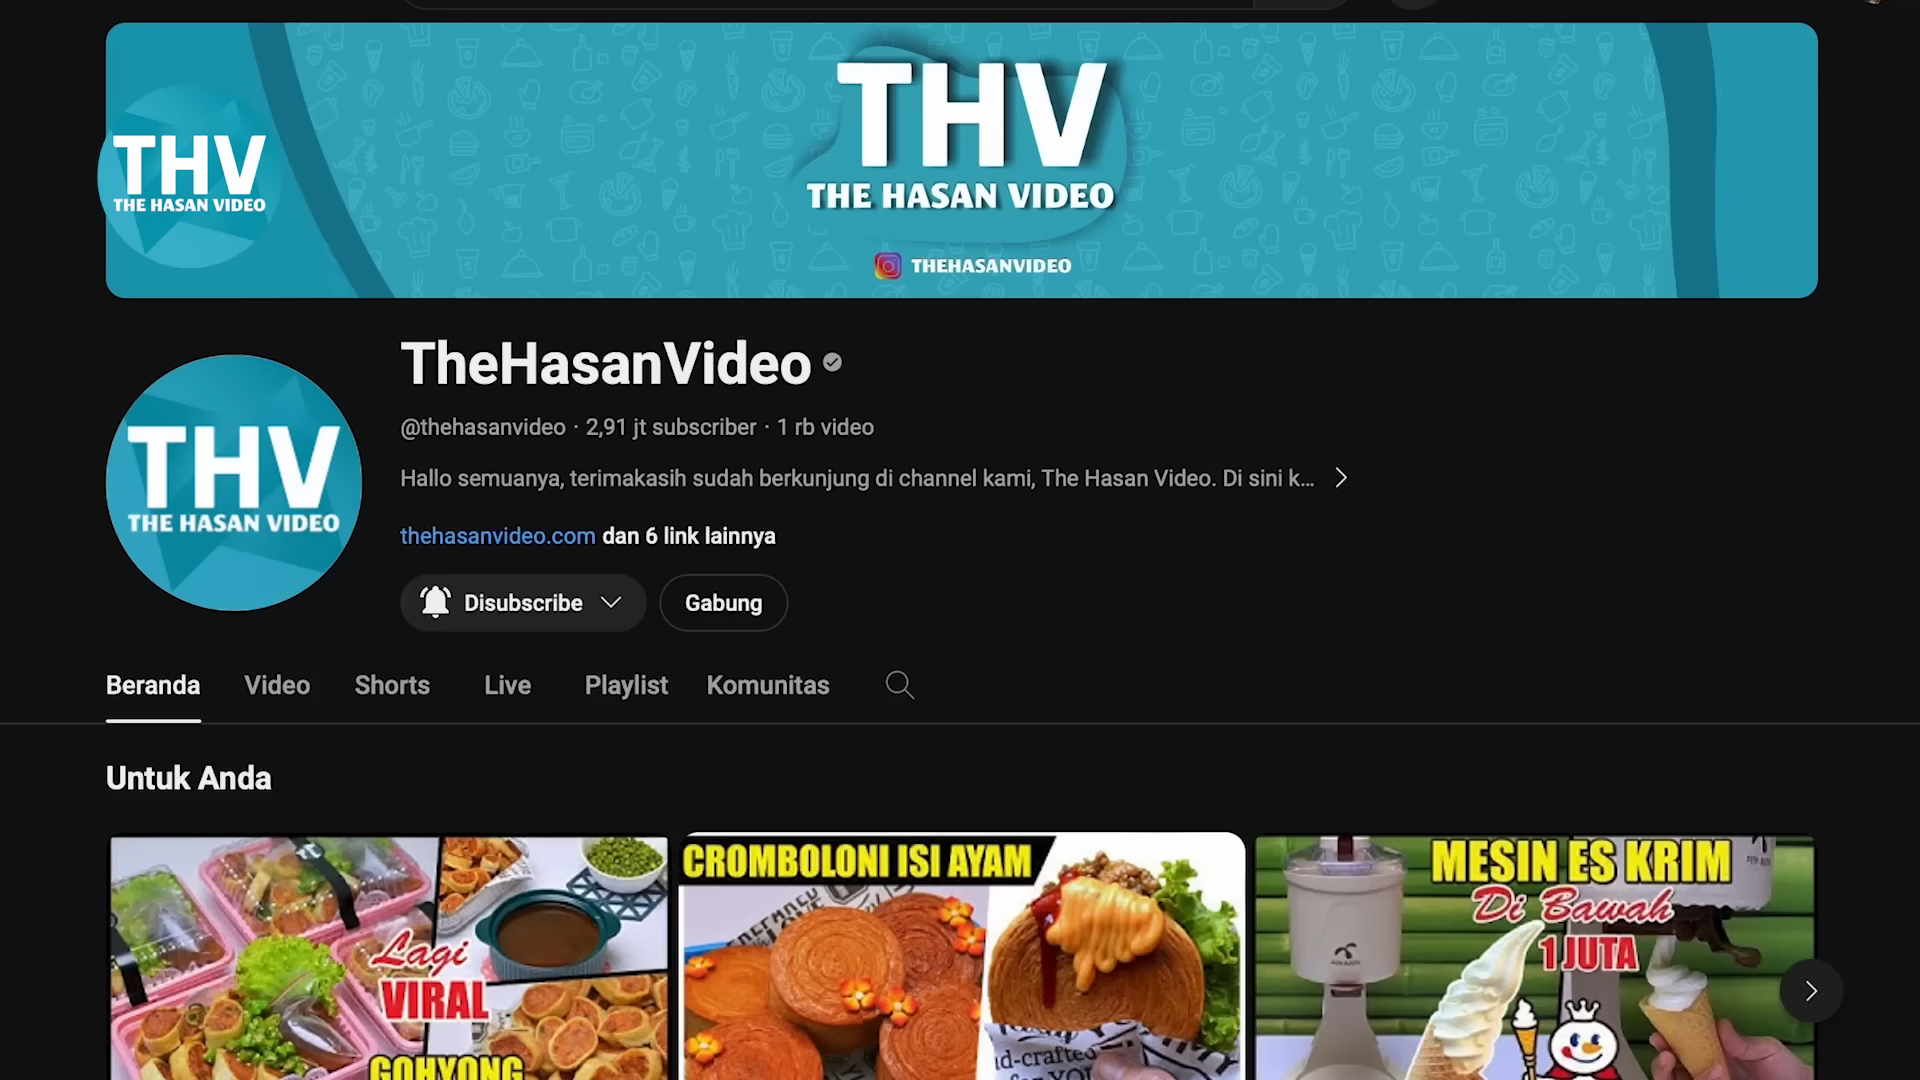 THV
THE HASAN VIDEO
THV
THE HASAN VIDEO
THEHASANVIDEO
THV
THE HASAN VIDEO
TheHasanVideo
@thehasanvideo · 2,91 jt subscriber · 1 rb video
Hallo semuanya, terimakasih sudah berkunjung di channel kami, The Hasan Video. Di sini k...
thehasanvideo.com dan 6 link lainnya
Disubscribe
Gabung
Beranda Video Shorts Live Playlist Komunitas
Untuk Anda
Lagi
VIRAL
GOHYONG
CROMBOLONI ISI AYAM
MESIN ES KRIM
Di Bawah
1 JUTA